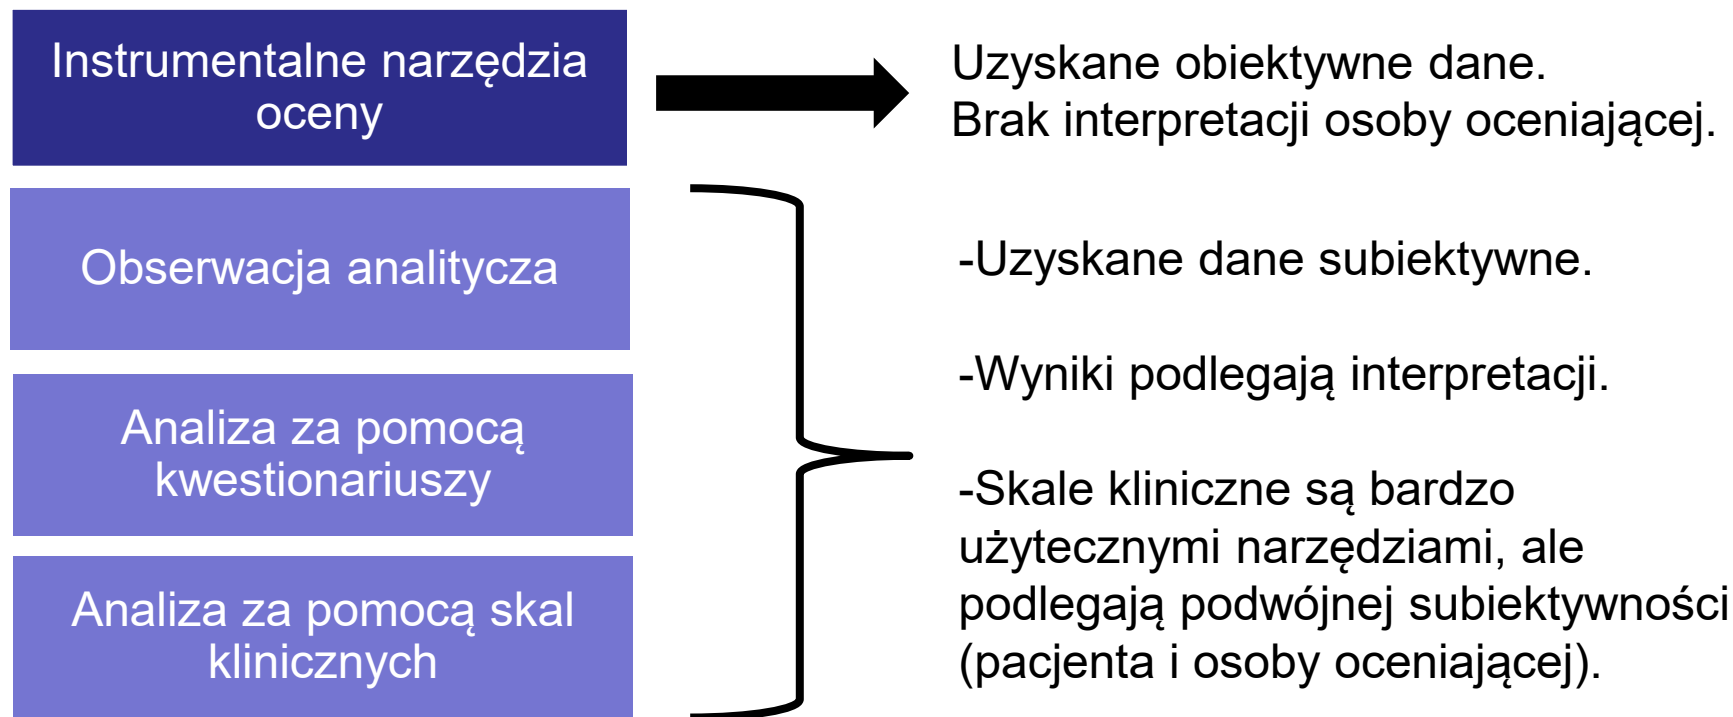 Instrumentalne narzędzia
oceny
Uzyskane obiektywne dane.
Brak interpretacji osoby oceniającej.
Obserwacja analitycza
Analiza za pomocą
kwestionariuszy
Analiza za pomocą skal
klinicznych
-Uzyskane dane subiektywne.
-Wyniki podlegają interpretacji.
-Skale kliniczne są bardzo
użytecznymi narzędziami, ale
podlegają podwójnej subiektywności
(pacjenta i osoby oceniającej).